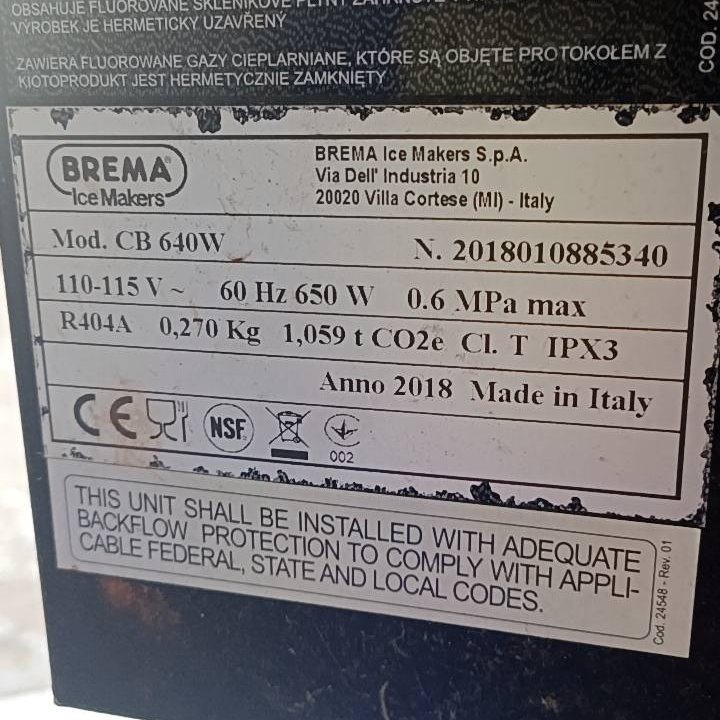 OBSAHUJE FLUOROVANÉ SKLENÍKOVÉ PLYNY
VÝROBEK JE HERMETICKY UZAVŘENÝ
ZAWIERA FLUOROWANE GAZY CIEPLARNIANE, KTÓRE SĄ OBJĘTE PROTOKOŁEM Z
KIOTOPRODUKT JEST HERMETYCZNIE ZAMKNIĘTY
COD. 24
BREMA®
Ice Makers
BREMA Ice Makers S.p.A.
Via Dell' Industria 10
20020 Villa Cortese (MI) - Italy
Mod. CB 640W N. 2018010885340
110-115 V ~ 60 Hz 650 W 0.6 MPa max
R404A 0,270 Kg 1,059 t CO2e Cl. T IPX3
Anno 2018 Made in Italy
CE NSF
002
THIS UNIT SHALL BE INSTALLED WITH ADEQUATE
BACKFLOW PROTECTION TO COMPLY WITH APPLI-
CABLE FEDERAL, STATE AND LOCAL CODES.
Cod. 24548 - Rev. 01